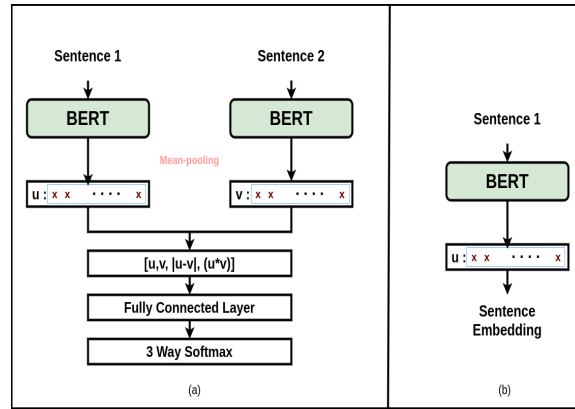 Sentence 1
Sentence 2
BERT
BERT
Mean-pooling
u : x x .... x
v : x x .... x
[u,v, |u-v|, (u*v)]
Fully Connected Layer
3 Way Softmax
(a)
Sentence 1
BERT
u : x x .... x
Sentence
Embedding
(b)